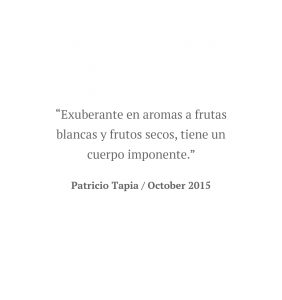 “Exuberante en aromas a frutas
blancas y frutos secos, tiene un
cuerpo imponente.”
Patricio Tapia / October 2015